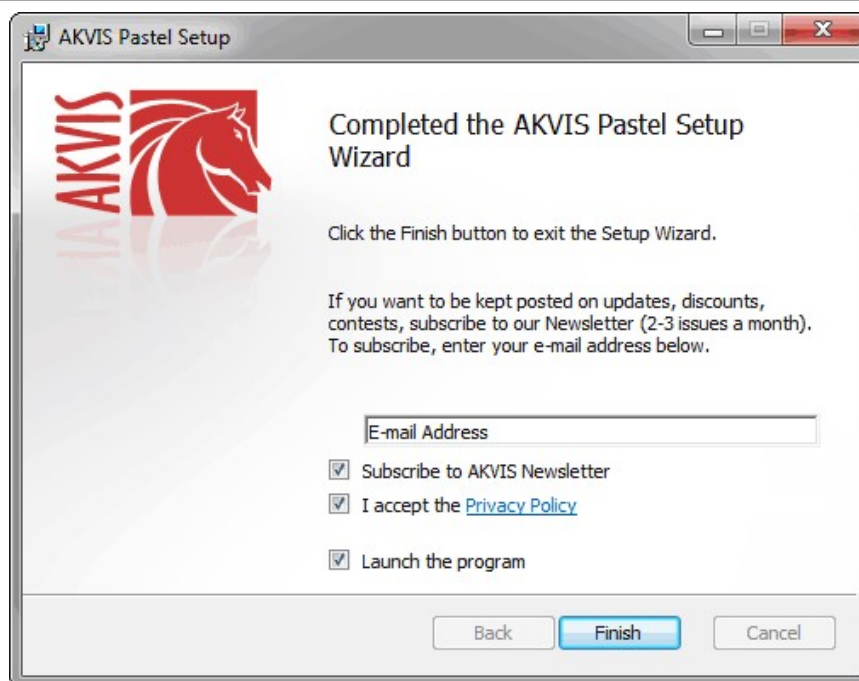 AKVIS Pastel Setup
AKVIS
Completed the AKVIS Pastel Setup
Wizard
Click the Finish button to exit the Setup Wizard.
If you want to be kept posted on updates, discounts,
contests, subscribe to our Newsletter (2-3 issues a month).
To subscribe, enter your e-mail address below.
E-mail Address
Subscribe to AKVIS Newsletter
I accept the Privacy Policy
Launch the program
Back Finish Cancel